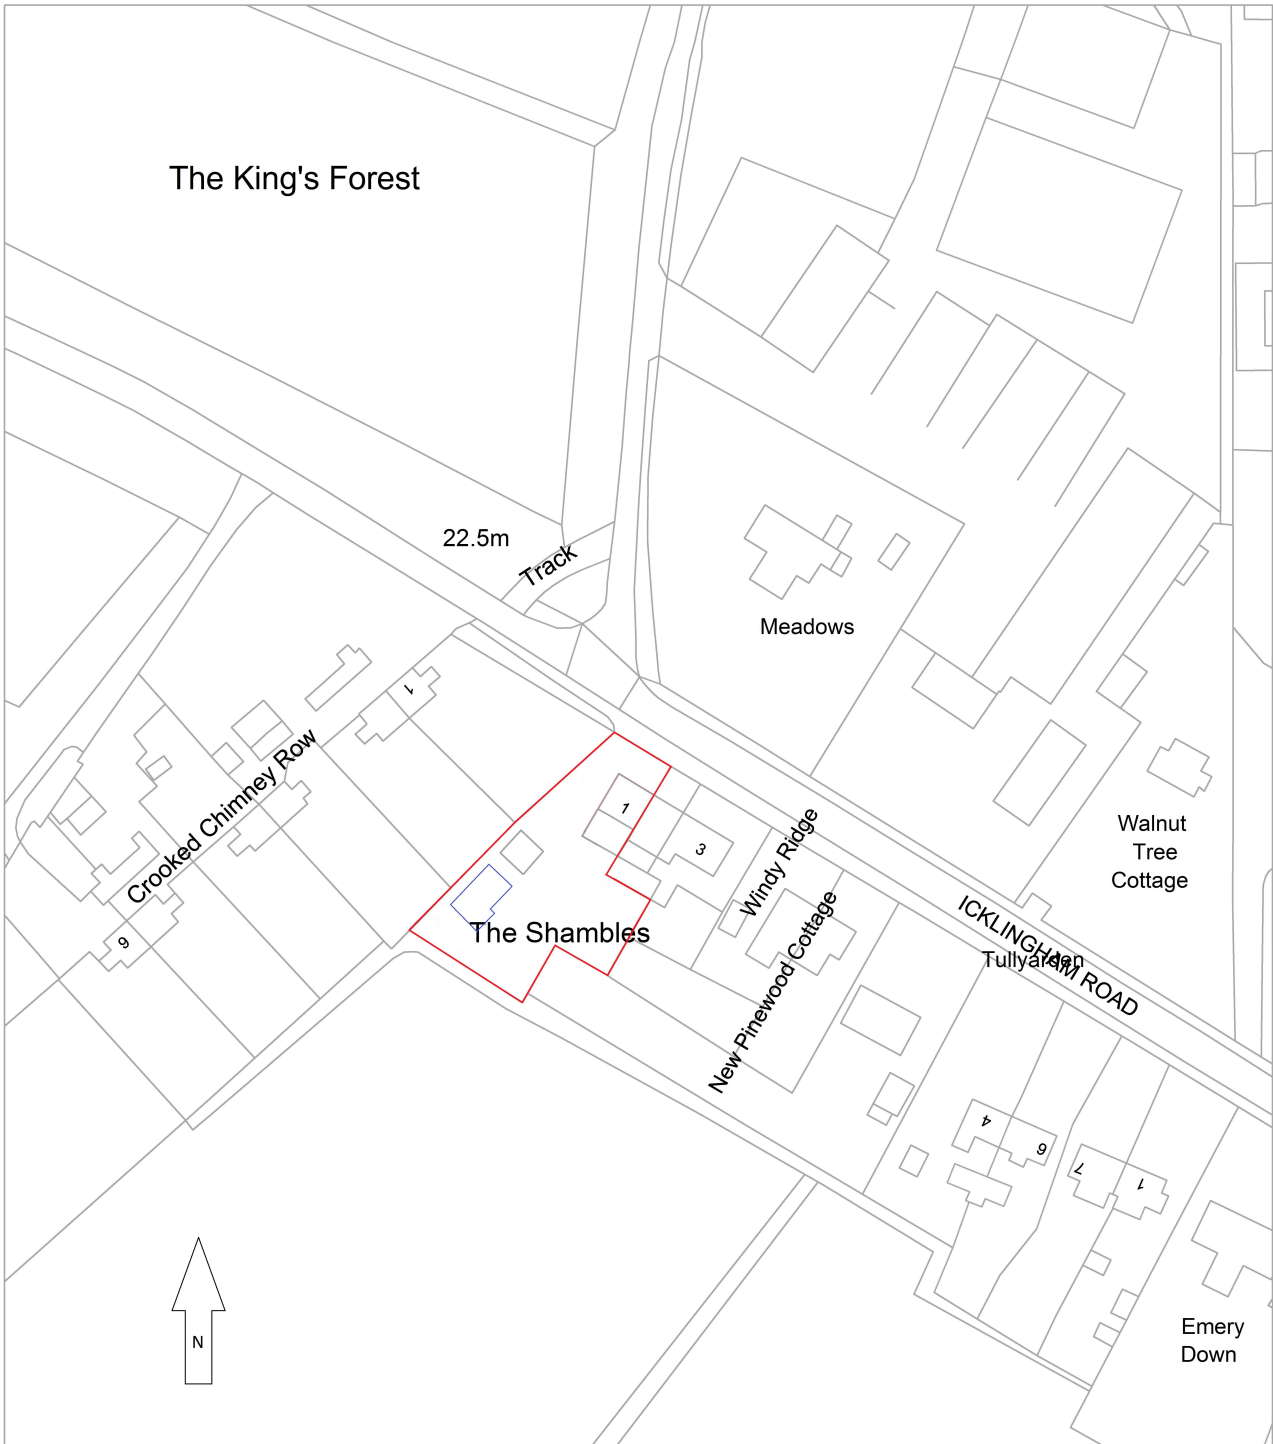 The King's Forest
22.5m
Track
Meadows
1
Crooked Chimney Row
1
3
Windy Ridge
Walnut
Tree
Cottage
ICKLINGHAM ROAD
The Shambles
New Pinewood Cottage
Tullyarden
6
4
6
7
1
N
Emery
Down